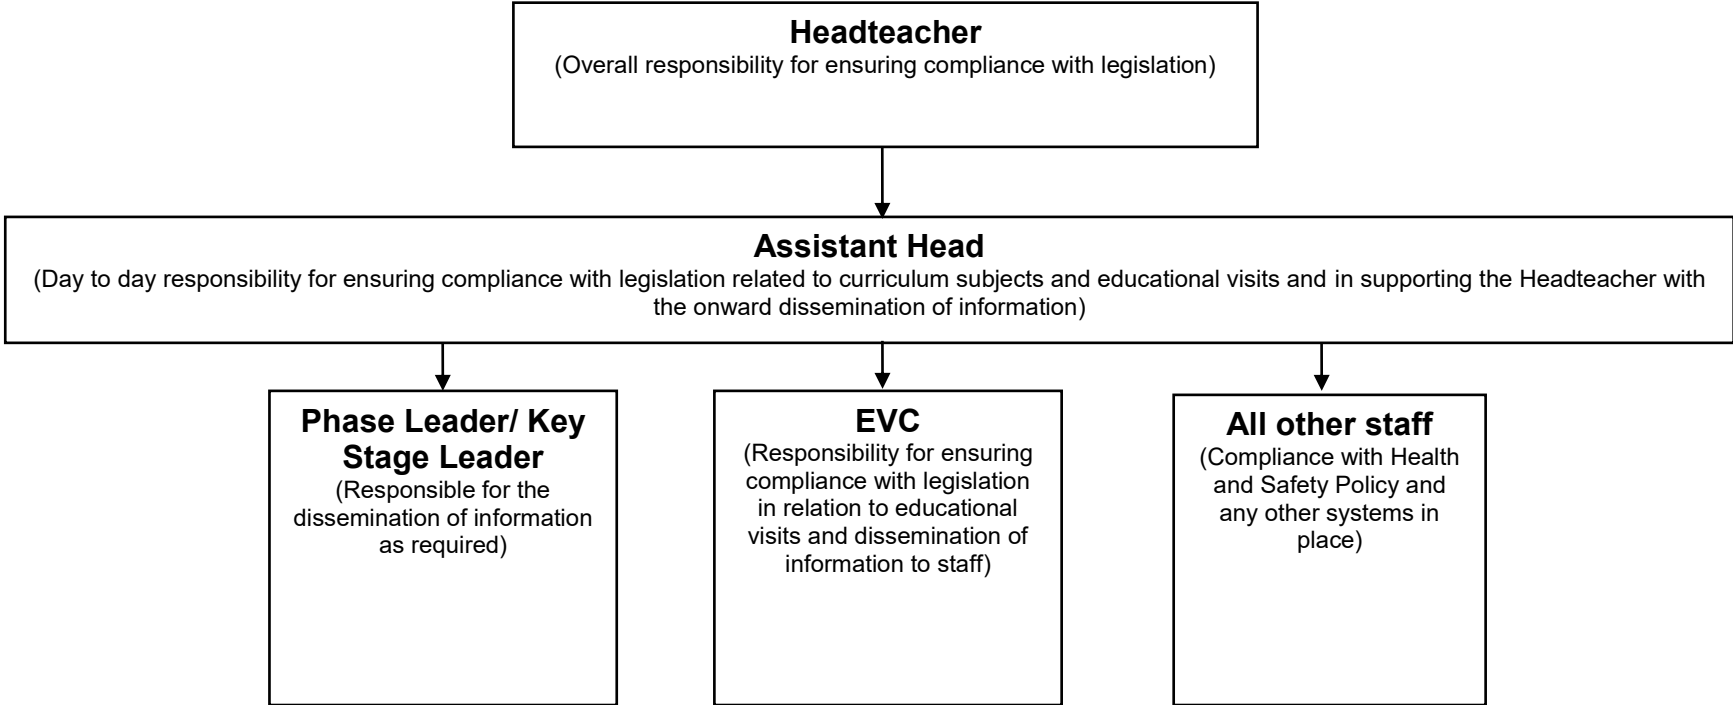 Headteacher
(Overall responsibility for ensuring compliance with legislation)
Assistant Head
(Day to day responsibility for ensuring compliance with legislation related to curriculum subjects and educational visits and in supporting the Headteacher with
the onward dissemination of information)
Phase Leader/ Key
Stage Leader
(Responsible for the
dissemination of information
as required)
EVC
(Responsibility for ensuring
compliance with legislation
in relation to educational
visits and dissemination of
information to staff)
All other staff
(Compliance with Health
and Safety Policy and
any other systems in
place)